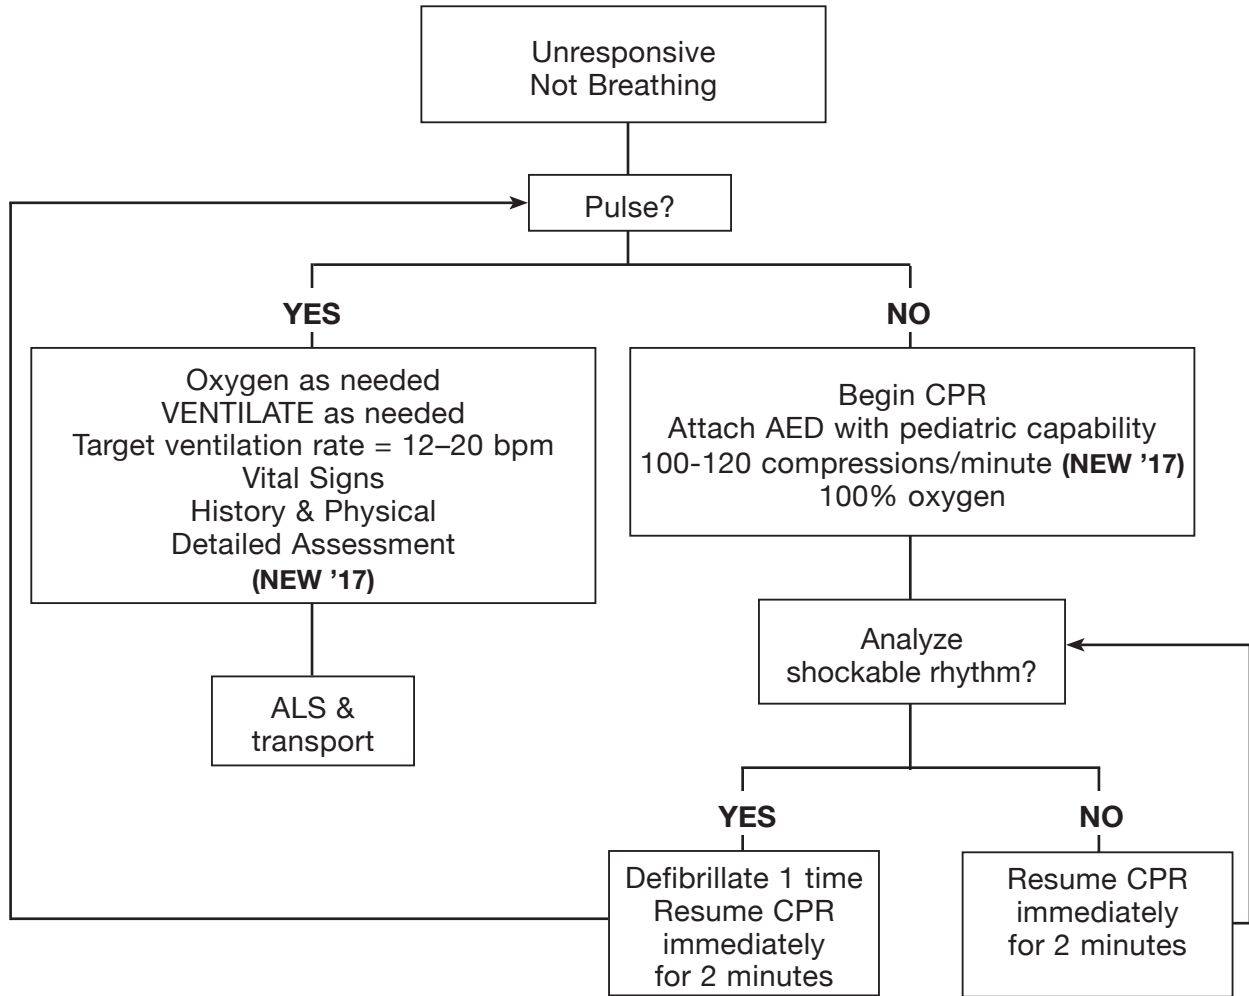 Unresponsive
Not Breathing
Pulse?
YES
NO
Oxygen as needed
VENTILATE as needed
Target ventilation rate = 12–20 bpm
Vital Signs
History & Physical
Detailed Assessment
(NEW ’17)
Begin CPR
Attach AED with pediatric capability
100-120 compressions/minute (NEW ’17)
100% oxygen
ALS &
transport
Analyze
shockable rhythm?
YES
NO
Defibrillate 1 time
Resume CPR
immediately
for 2 minutes
Resume CPR
immediately
for 2 minutes